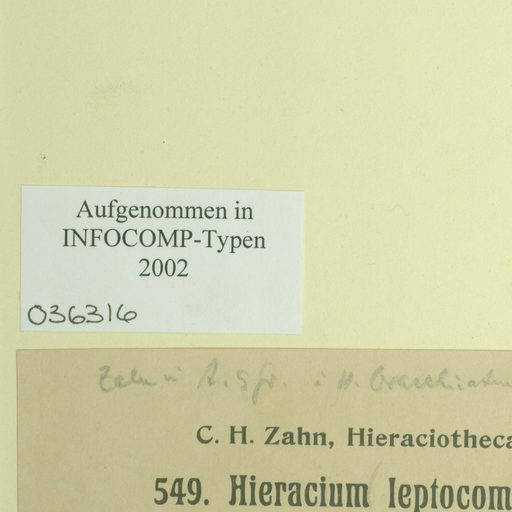 Aufgenommen in
INFOCOMP-Typen
2002
036316
C. H. Zahn, Hieraciotheca
549. Hieracium leptocom